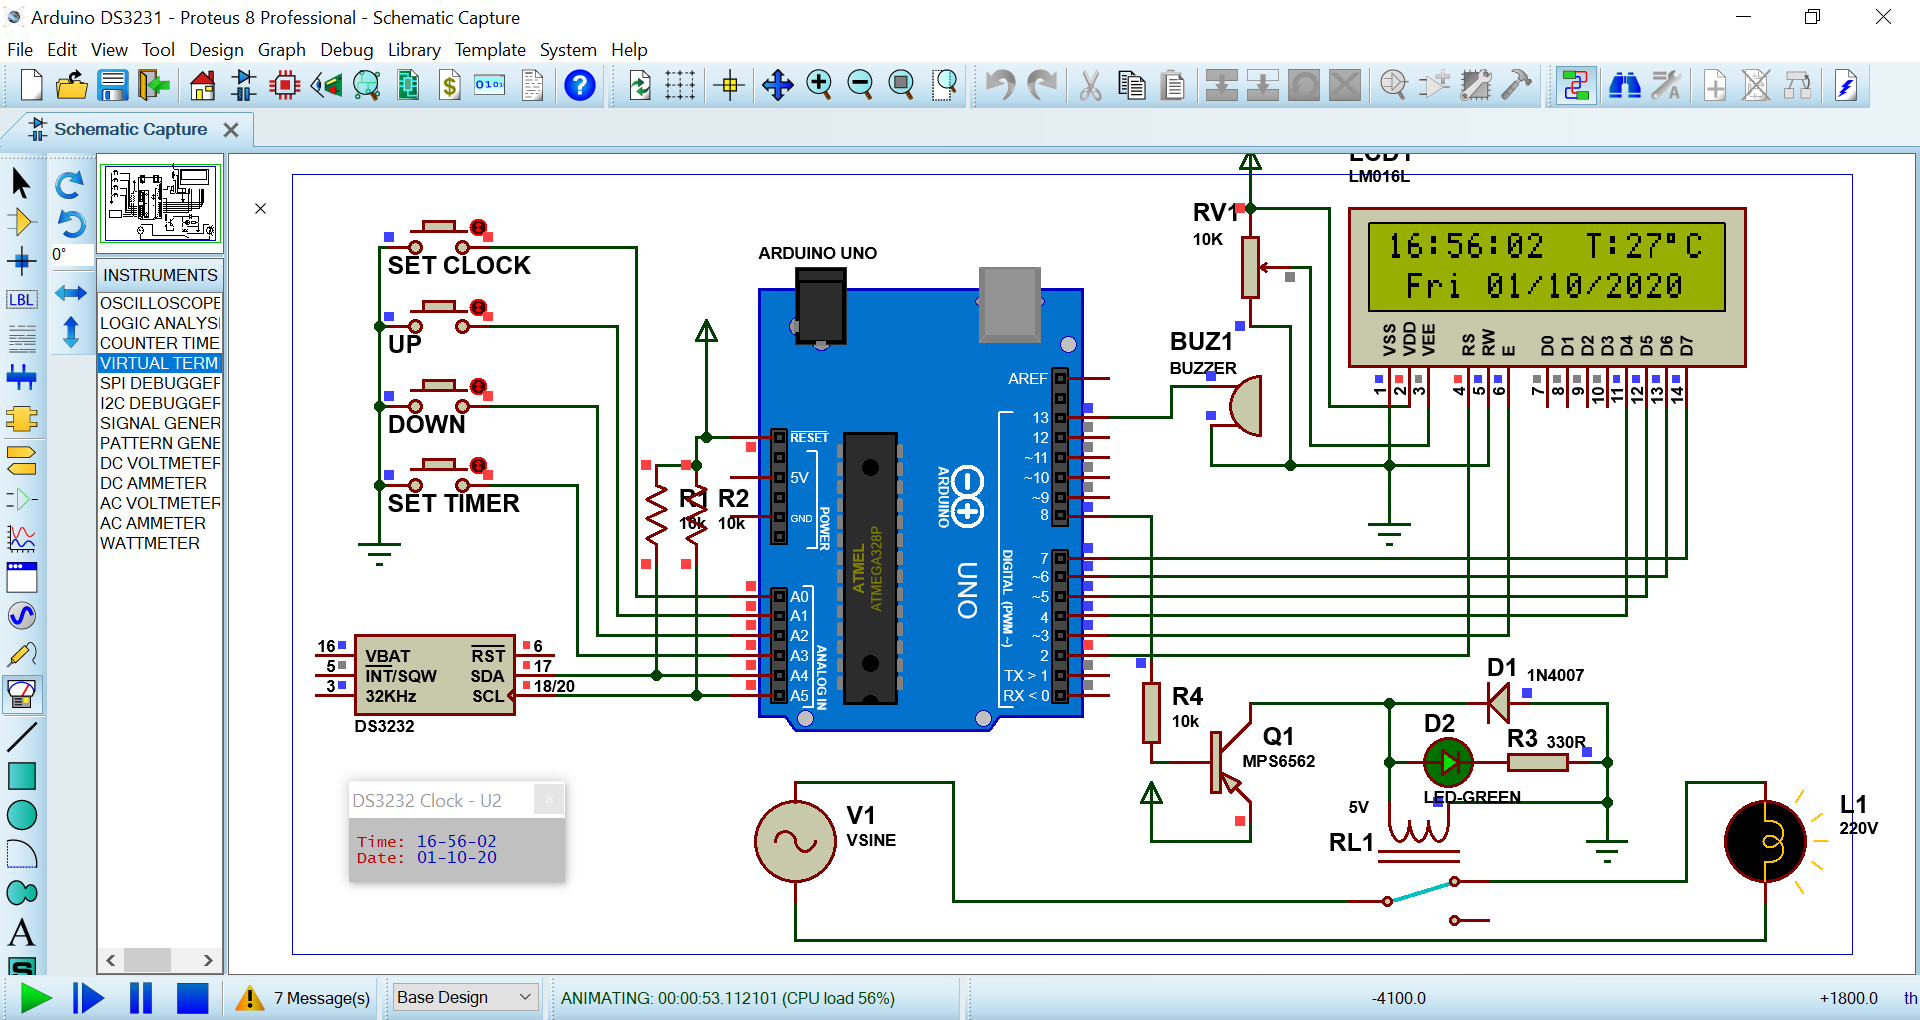 Arduino DS3231 - Proteus 8 Professional - Schematic Capture
File Edit View Tool Design Graph Debug Library Template System Help
Schematic Capture
0°
LBL
INSTRUMENTS
OSCILLOSCOPE
LOGIC ANALYS
COUNTER TIME
VIRTUAL TERM
SPI DEBUGGER
I2C DEBUGGER
SIGNAL GENER
PATTERN GENE
DC VOLTMETER
DC AMMETER
AC VOLTMETER
AC AMMETER
WATTMETER
SET CLOCK
UP
DOWN
SET TIMER
16 VBAT RST 6
5 INT/SQW SDA 17
3 32KHz SCL 18/20
DS3232
DS3232 Clock - U2
Time: 16-56-02
Date: 01-10-20
R1
10k
R2
10k
ARDUINO UNO
RESET
5V
GND
POWER
A0
A1
A2
A3
A4
A5
ANALOG IN
ATMEL
ATMEGA328P
ARDUINO
UNO
AREF
13
12
~11
~10
~9
8
7
~6
~5
4
~3
2
TX > 1
RX < 0
DIGITAL (PWM ~)
RV1
10K
BUZ1
BUZZER
LCD1
LM016L
16:56:02 T:27°C
Fri 01/10/2020
VSS VDD VEE RS RW E D0 D1 D2 D3 D4 D5 D6 D7
1 2 3 4 5 6 7 8 9 10 11 12 13 14
R4
10k
Q1
MPS6562
D1 1N4007
D2
LED-GREEN
R3 330R
5V
RL1
V1
VSINE
L1
220V
7 Message(s)
Base Design
ANIMATING: 00:00:53.112101 (CPU load 56%)
-4100.0
+1800.0 th